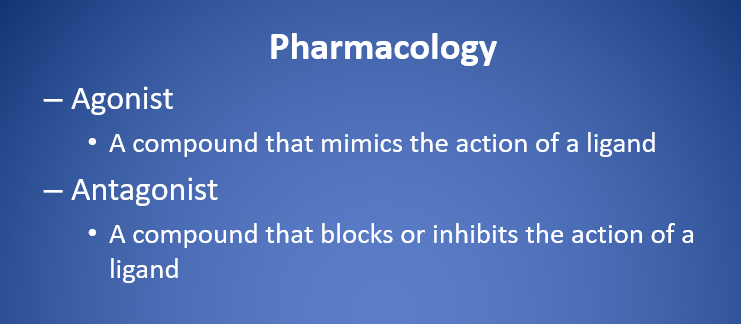 Pharmacology
– Agonist
• A compound that mimics the action of a ligand
– Antagonist
• A compound that blocks or inhibits the action of a
ligand